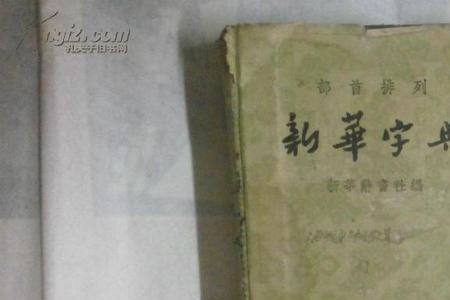 Kongfz.com
孔夫子旧书网
部首排列
新華字典
新華辭書社編